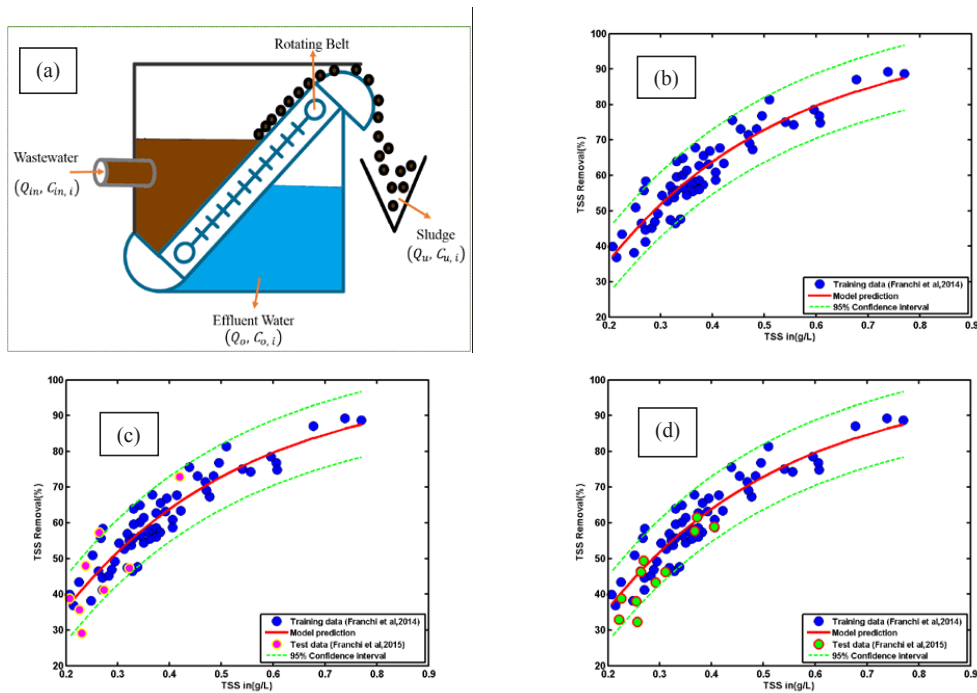 (a)
Rotating Belt
Wastewater
(Q_in, C_in, i)
Sludge
(Q_u, C_u, i)
Effluent Water
(Q_o, C_o, i)
(b)
100
90
80
70
60
50
40
30
20
TSS Removal(%)
0.2 0.3 0.4 0.5 0.6 0.7 0.8 0.9
TSS in(g/L)
Training data (Franchi et al,2014)
Model prediction
95% Confidence interval
(c)
100
90
80
70
60
50
40
30
20
TSS Removal(%)
0.2 0.3 0.4 0.5 0.6 0.7 0.8 0.9
TSS in(g/L)
Training data (Franchi et al,2014)
Model prediction
Test data (Franchi et al,2015)
95% Confidence interval
(d)
100
90
80
70
60
50
40
30
20
TSS Removal(%)
0.2 0.3 0.4 0.5 0.6 0.7 0.8 0.9
TSS in(g/L)
Training data (Franchi et al,2014)
Model prediction
Test data (Franchi et al,2015)
95% Confidence interval